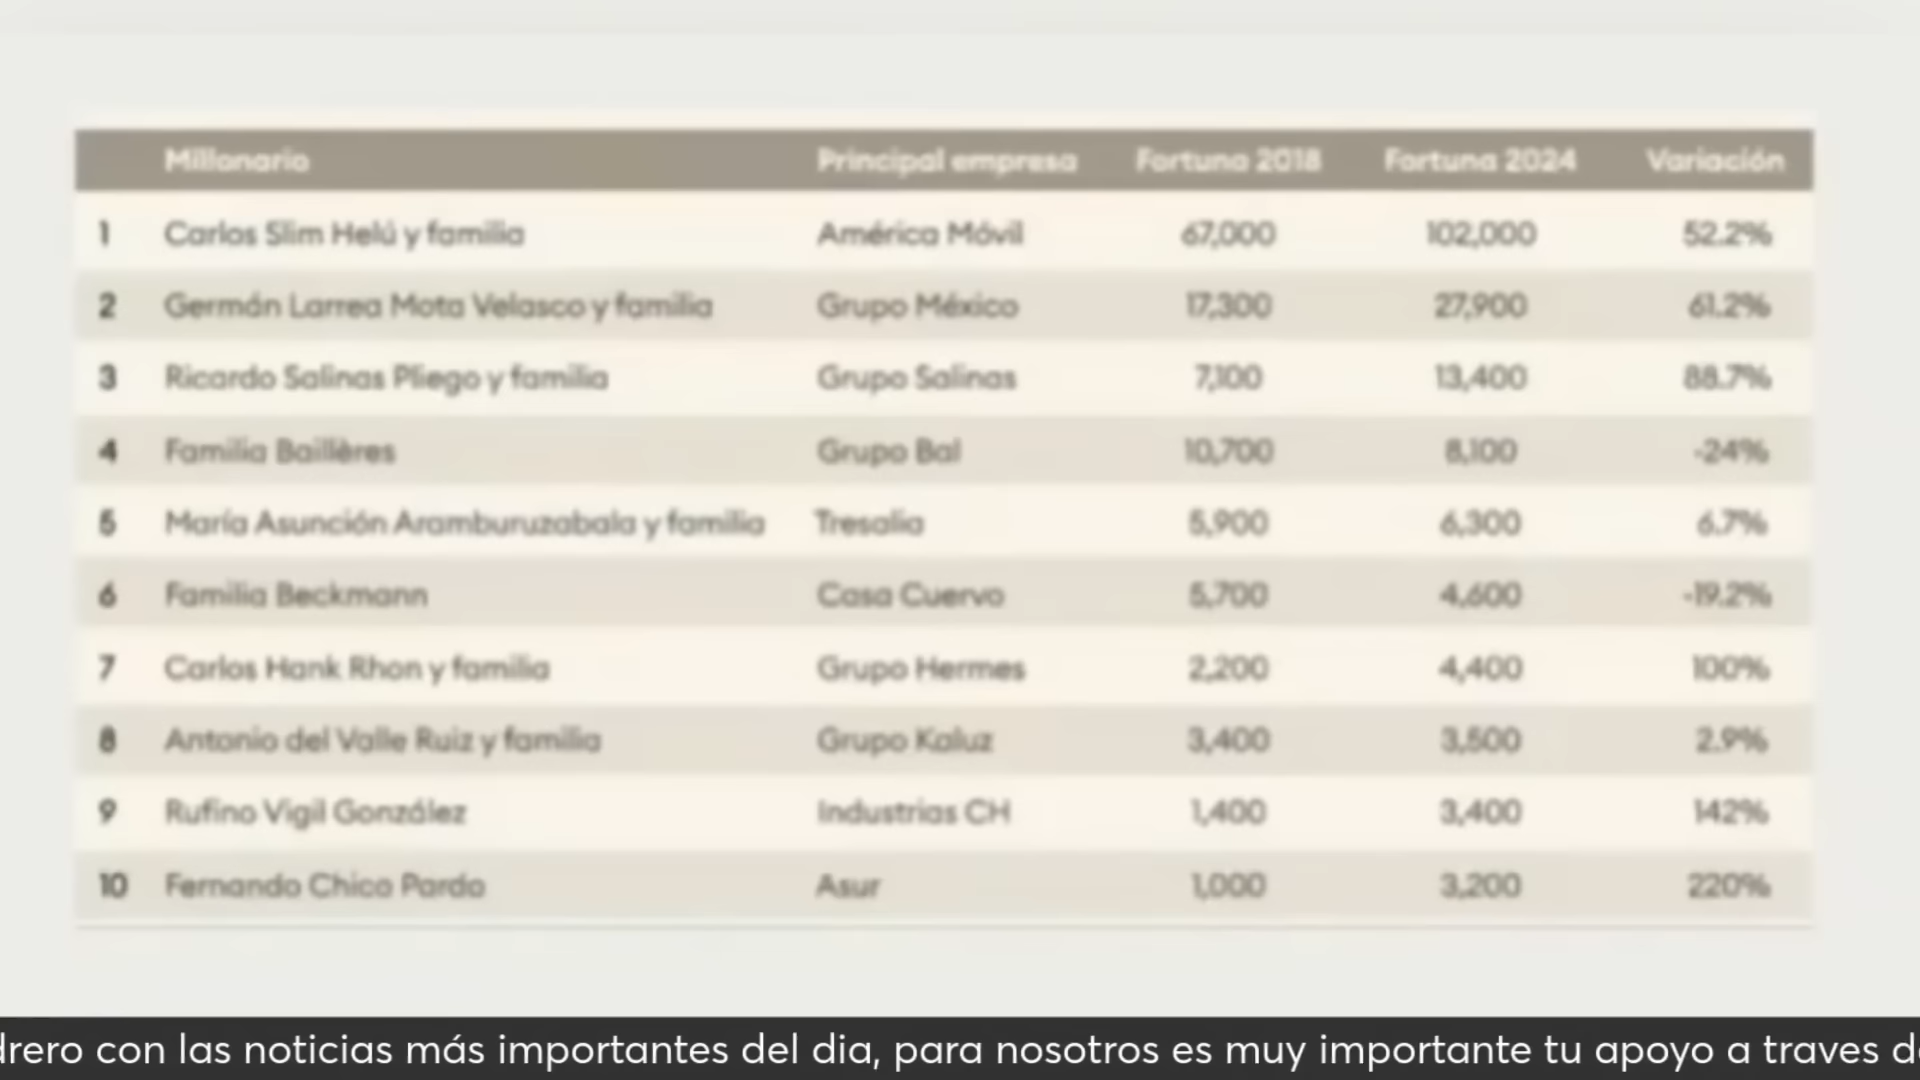 Millonario Principal empresa Fortuna 2018 Fortuna 2024 Variación
1 Carlos Slim Helú y familia América Móvil 67,000 102,000 52.2%
2 Germán Larrea Mota Velasco y familia Grupo México 17,300 27,900 61.2%
3 Ricardo Salinas Pliego y familia Grupo Salinas 7,100 13,400 88.7%
4 Familia Baillères Grupo Bal 10,700 8,100 -24%
5 María Asunción Aramburuzabala y familia Tresalia 5,900 6,300 6.7%
6 Familia Beckmann Casa Cuervo 5,700 4,600 -19.2%
7 Carlos Hank Rhon y familia Grupo Hermes 2,200 4,400 100%
8 Antonio del Valle Ruiz y familia Grupo Kaluz 3,400 3,500 2.9%
9 Rufino Vigil González Industrias CH 1,400 3,400 142%
10 Fernando Chico Pardo Asur 1,000 3,200 220%
drero con las noticias más importantes del dia, para nosotros es muy importante tu apoyo a traves d